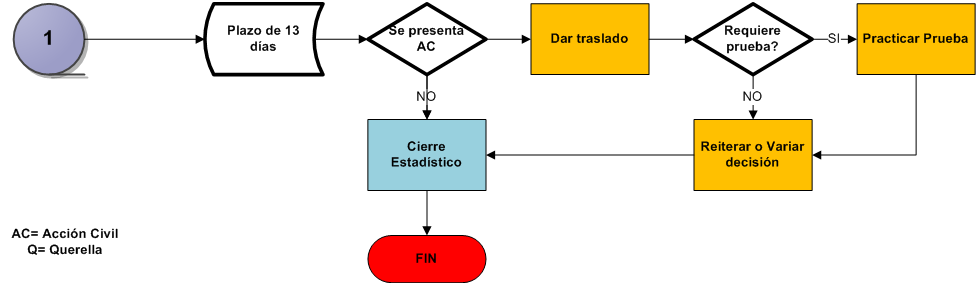 1
Plazo de 13
días
Se presenta
AC
Dar traslado
Requiere
prueba?
SI
Practicar Prueba
NO
NO
Cierre
Estadístico
Reiterar o Variar
decisión
AC= Acción Civil
Q= Querella
FIN